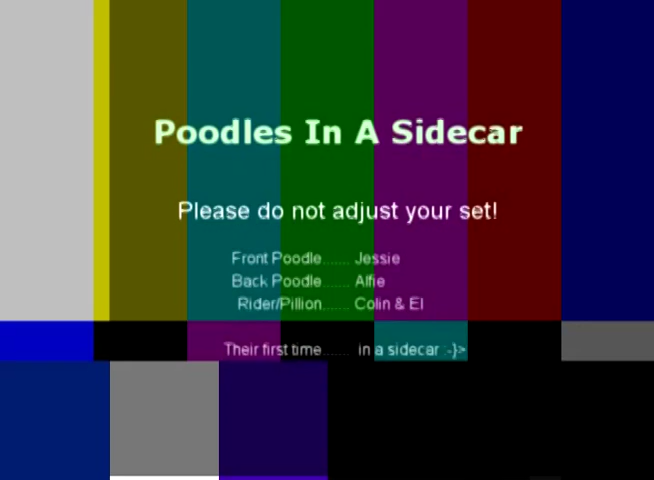 Poodles In A Sidecar
Please do not adjust your set!
Front Poodle....... Jessie
Back Poodle....... Alfie
Rider/Pillion....... Colin & El
Their first time....... in a sidecar :-}>